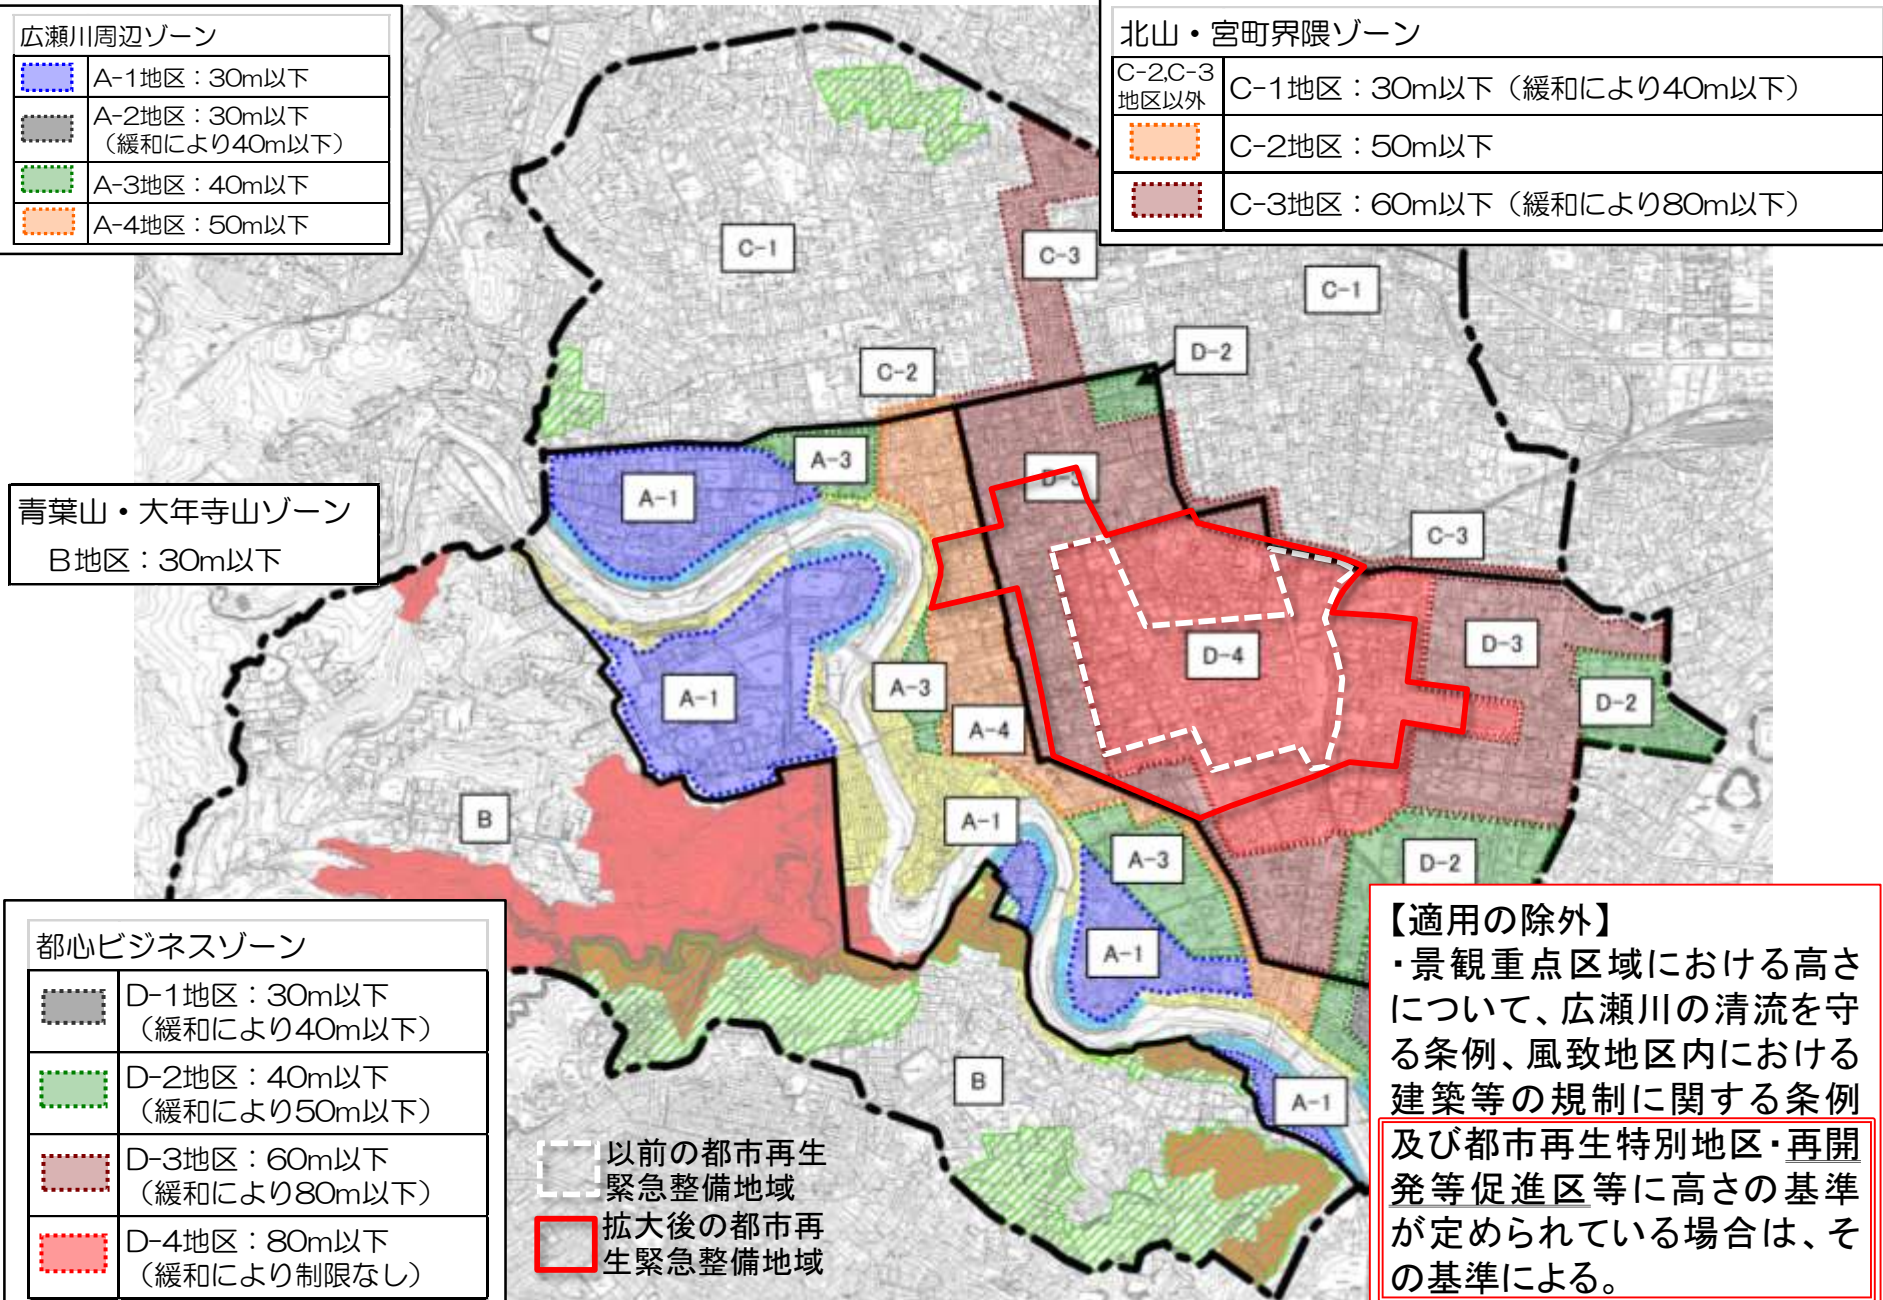 広瀬川周辺ゾーン
A-1地区：30m以下
A-2地区：30m以下
（緩和により40m以下）
A-3地区：40m以下
A-4地区：50m以下
北山・宮町界隈ゾーン
C-2,C-3
地区以外
C-1地区：30m以下（緩和により40m以下）
C-2地区：50m以下
C-3地区：60m以下（緩和により80m以下）
C-1
C-3
C-1
D-2
C-2
A-3
D-3
A-1
C-3
青葉山・大年寺山ゾーン
B地区：30m以下
D-4
D-3
A-3
A-1
D-2
A-4
B
A-1
A-3
D-2
A-1
B
A-1
都心ビジネスゾーン
D-1地区：30m以下
（緩和により40m以下）
D-2地区：40m以下
（緩和により50m以下）
D-3地区：60m以下
（緩和により80m以下）
D-4地区：80m以下
（緩和により制限なし）
以前の都市再生
緊急整備地域
拡大後の都市再
生緊急整備地域
【適用の除外】
・景観重点区域における高さ
について、広瀬川の清流を守
る条例、風致地区内における
建築等の規制に関する条例
及び都市再生特別地区・再開
発等促進区等に高さの基準
が定められている場合は、そ
の基準による。